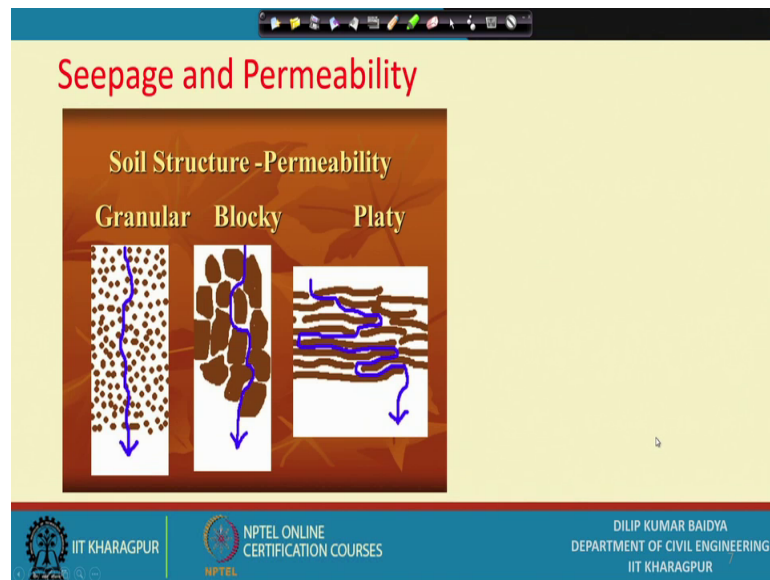 Seepage and Permeability
Soil Structure -Permeability
Granular Blocky Platy
IIT KHARAGPUR
NPTEL
NPTEL ONLINE
CERTIFICATION COURSES
DILIP KUMAR BAIDYA
DEPARTMENT OF CIVIL ENGINEERING
IIT KHARAGPUR
7